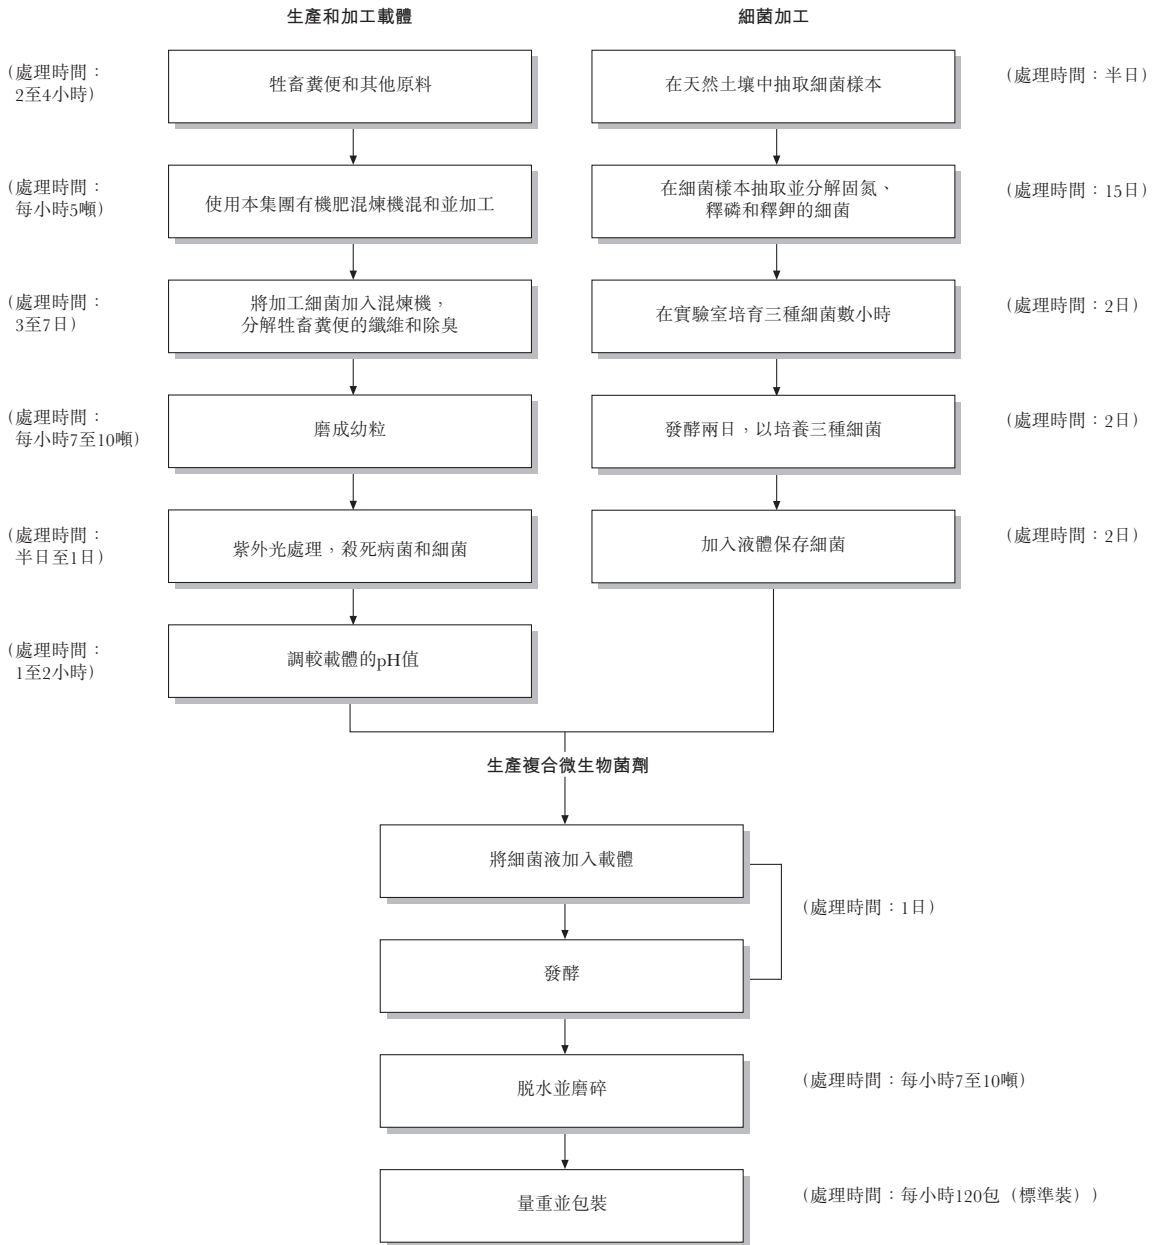 生產和加工載體
(處理時間：
2至4小時)
牲畜糞便和其他原料
(處理時間：
每小時5噸)
使用本集團有機肥混煉機混和並加工
(處理時間：
3至7日)
將加工細菌加入混煉機，
分解牲畜糞便的纖維和除臭
(處理時間：
每小時7至10噸)
磨成幼粒
(處理時間：
半日至1日)
紫外光處理，殺死病菌和細菌
(處理時間：
1至2小時)
調較載體的pH值
細菌加工
在天然土壤中抽取細菌樣本
(處理時間：半日)
在細菌樣本抽取並分解固氮、
釋磷和釋鉀的細菌
(處理時間：15日)
在實驗室培育三種細菌數小時
(處理時間：2日)
發酵兩日，以培養三種細菌
(處理時間：2日)
加入液體保存細菌
(處理時間：2日)
生產複合微生物菌劑
將細菌液加入載體
(處理時間：1日)
發酵
脱水並磨碎
(處理時間：每小時7至10噸)
量重並包裝
(處理時間：每小時120包（標準裝）)